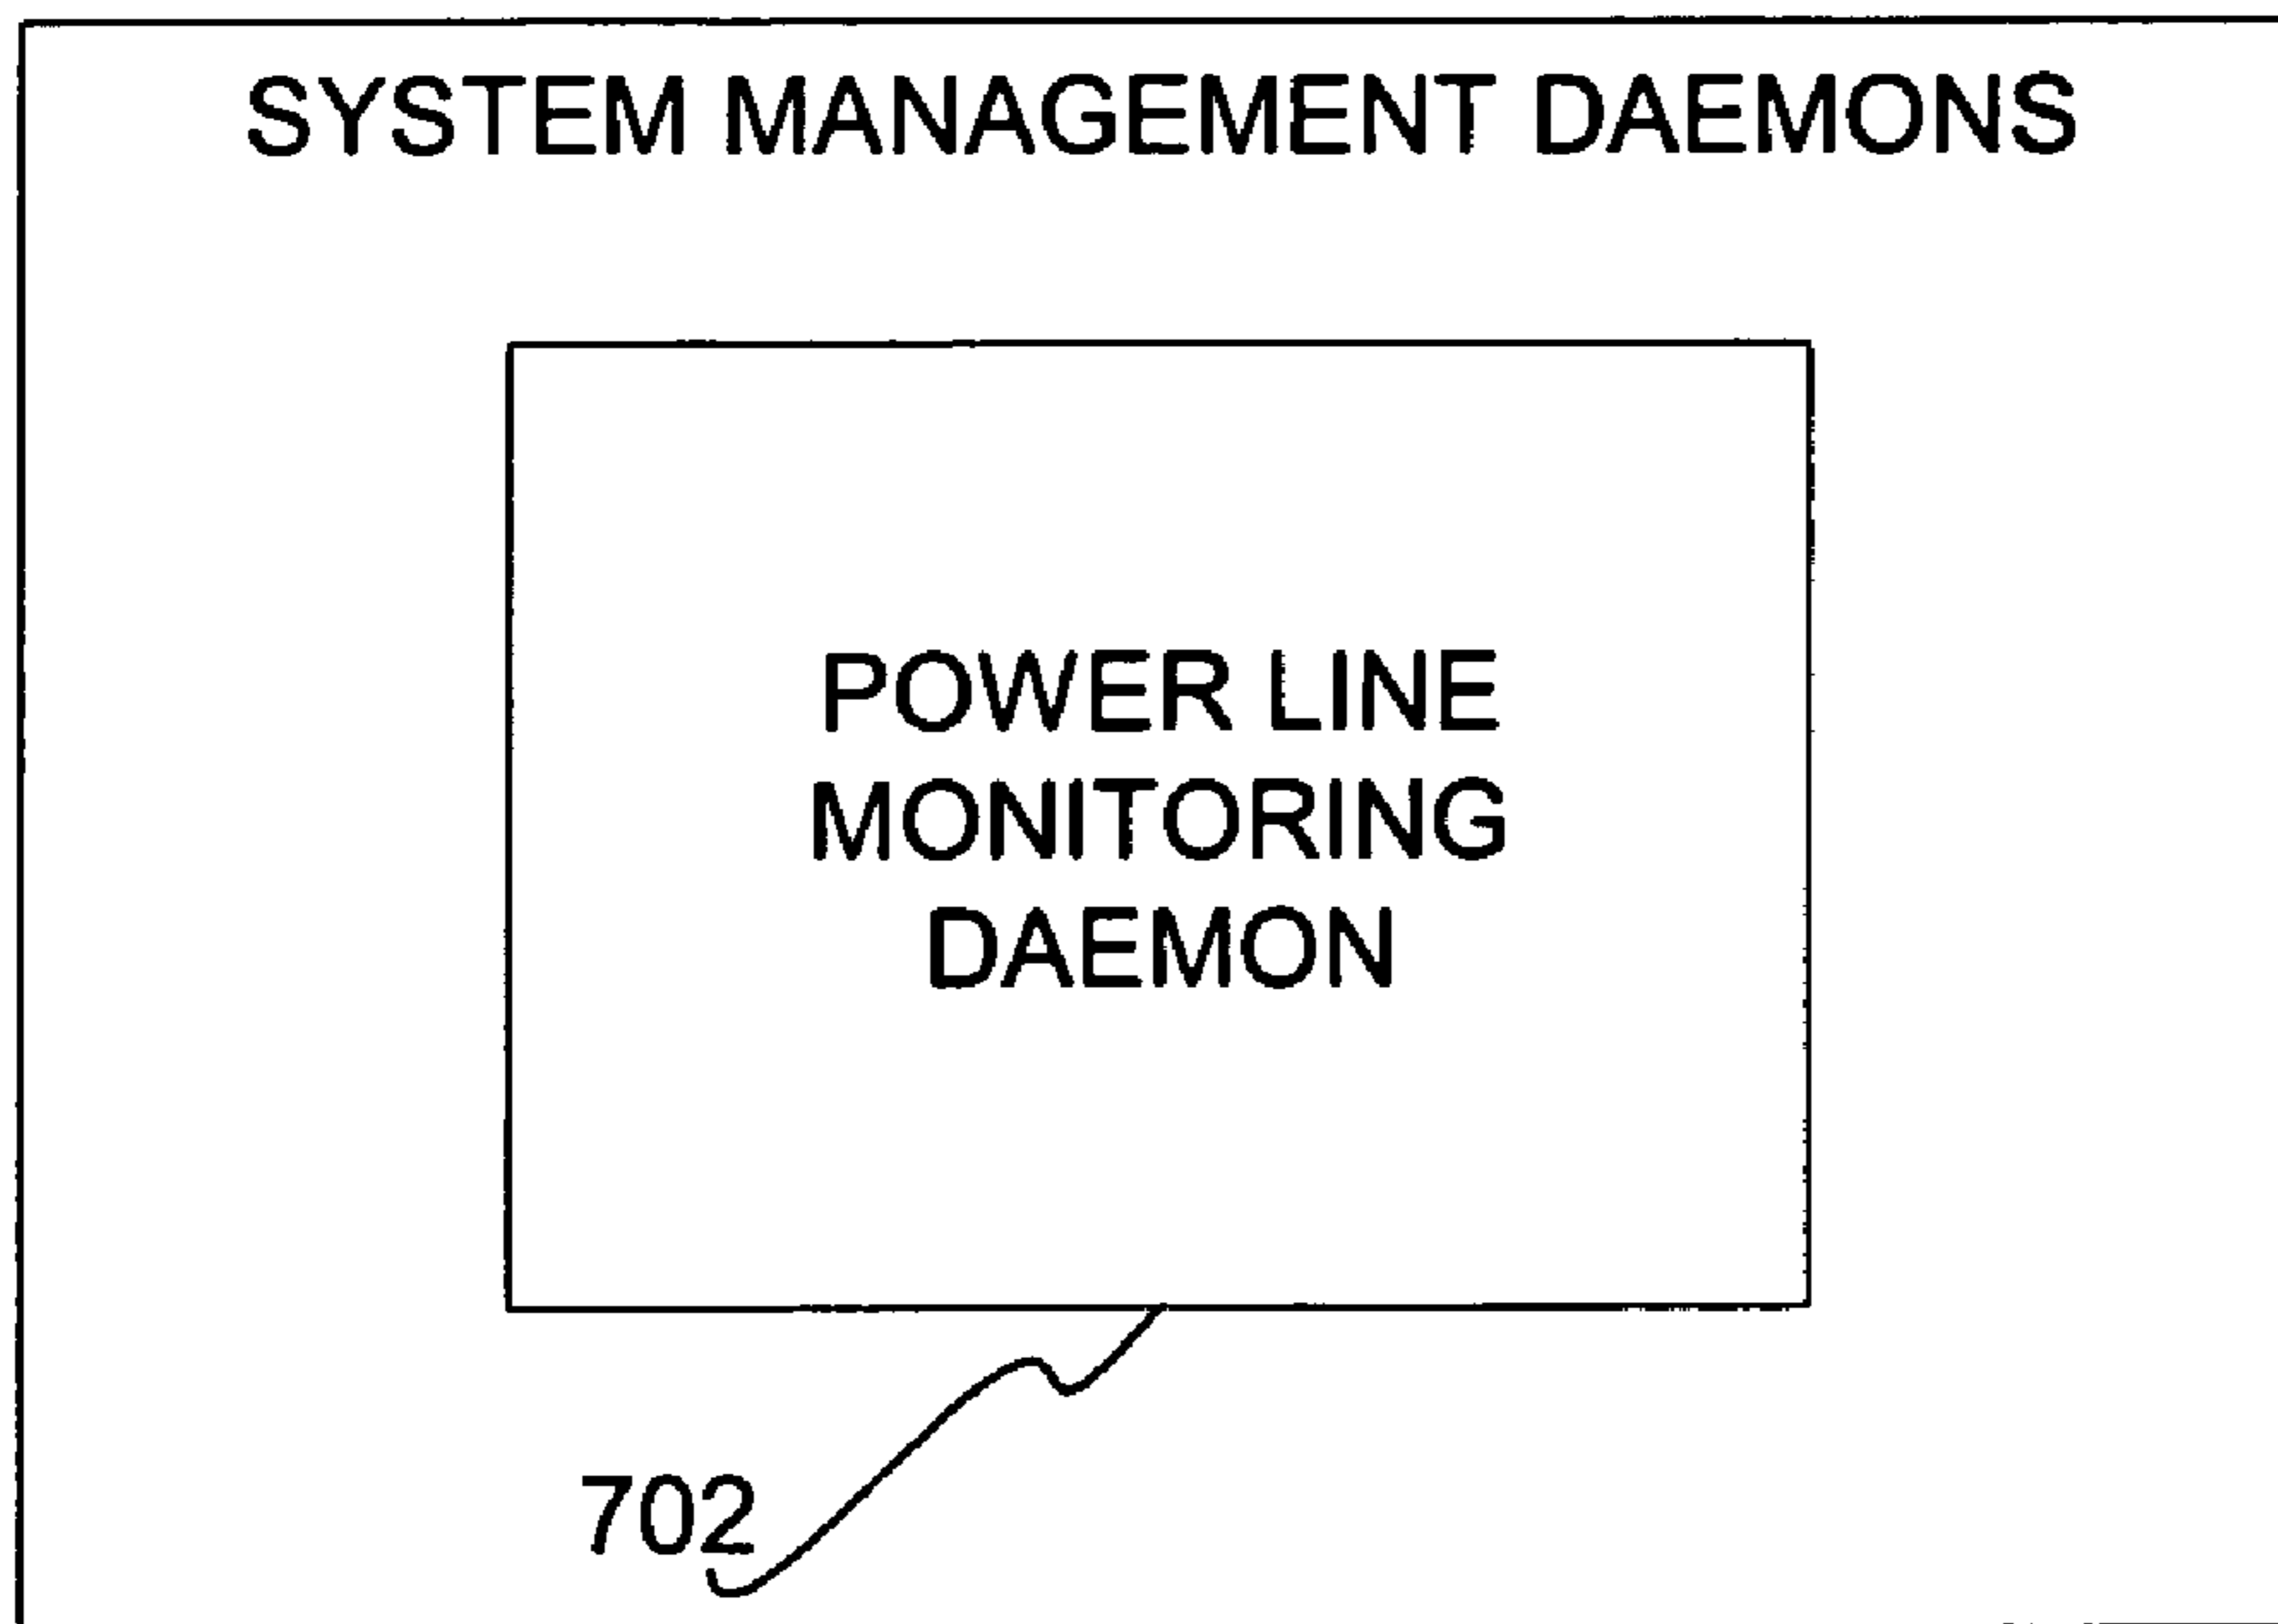 SYSTEM MANAGEMENT DAEMONS
POWER LINE
MONITORING
DAEMON
702